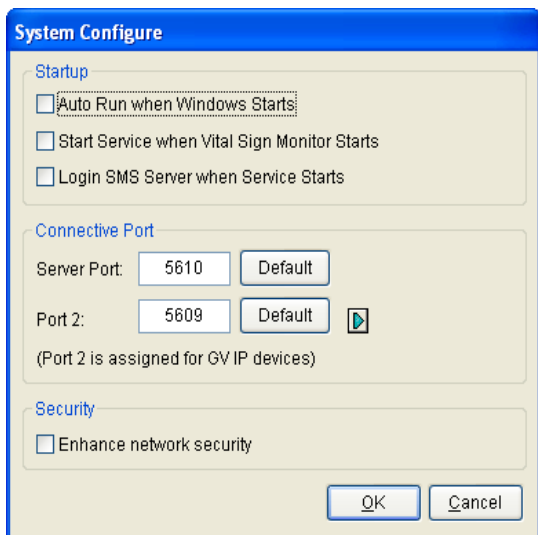 System Configure
Startup
Auto Run when Windows Starts
Start Service when Vital Sign Monitor Starts
Login SMS Server when Service Starts
Connective Port
Server Port: 5610 Default
Port 2: 5609 Default
(Port 2 is assigned for GV IP devices)
Security
Enhance network security
OK Cancel